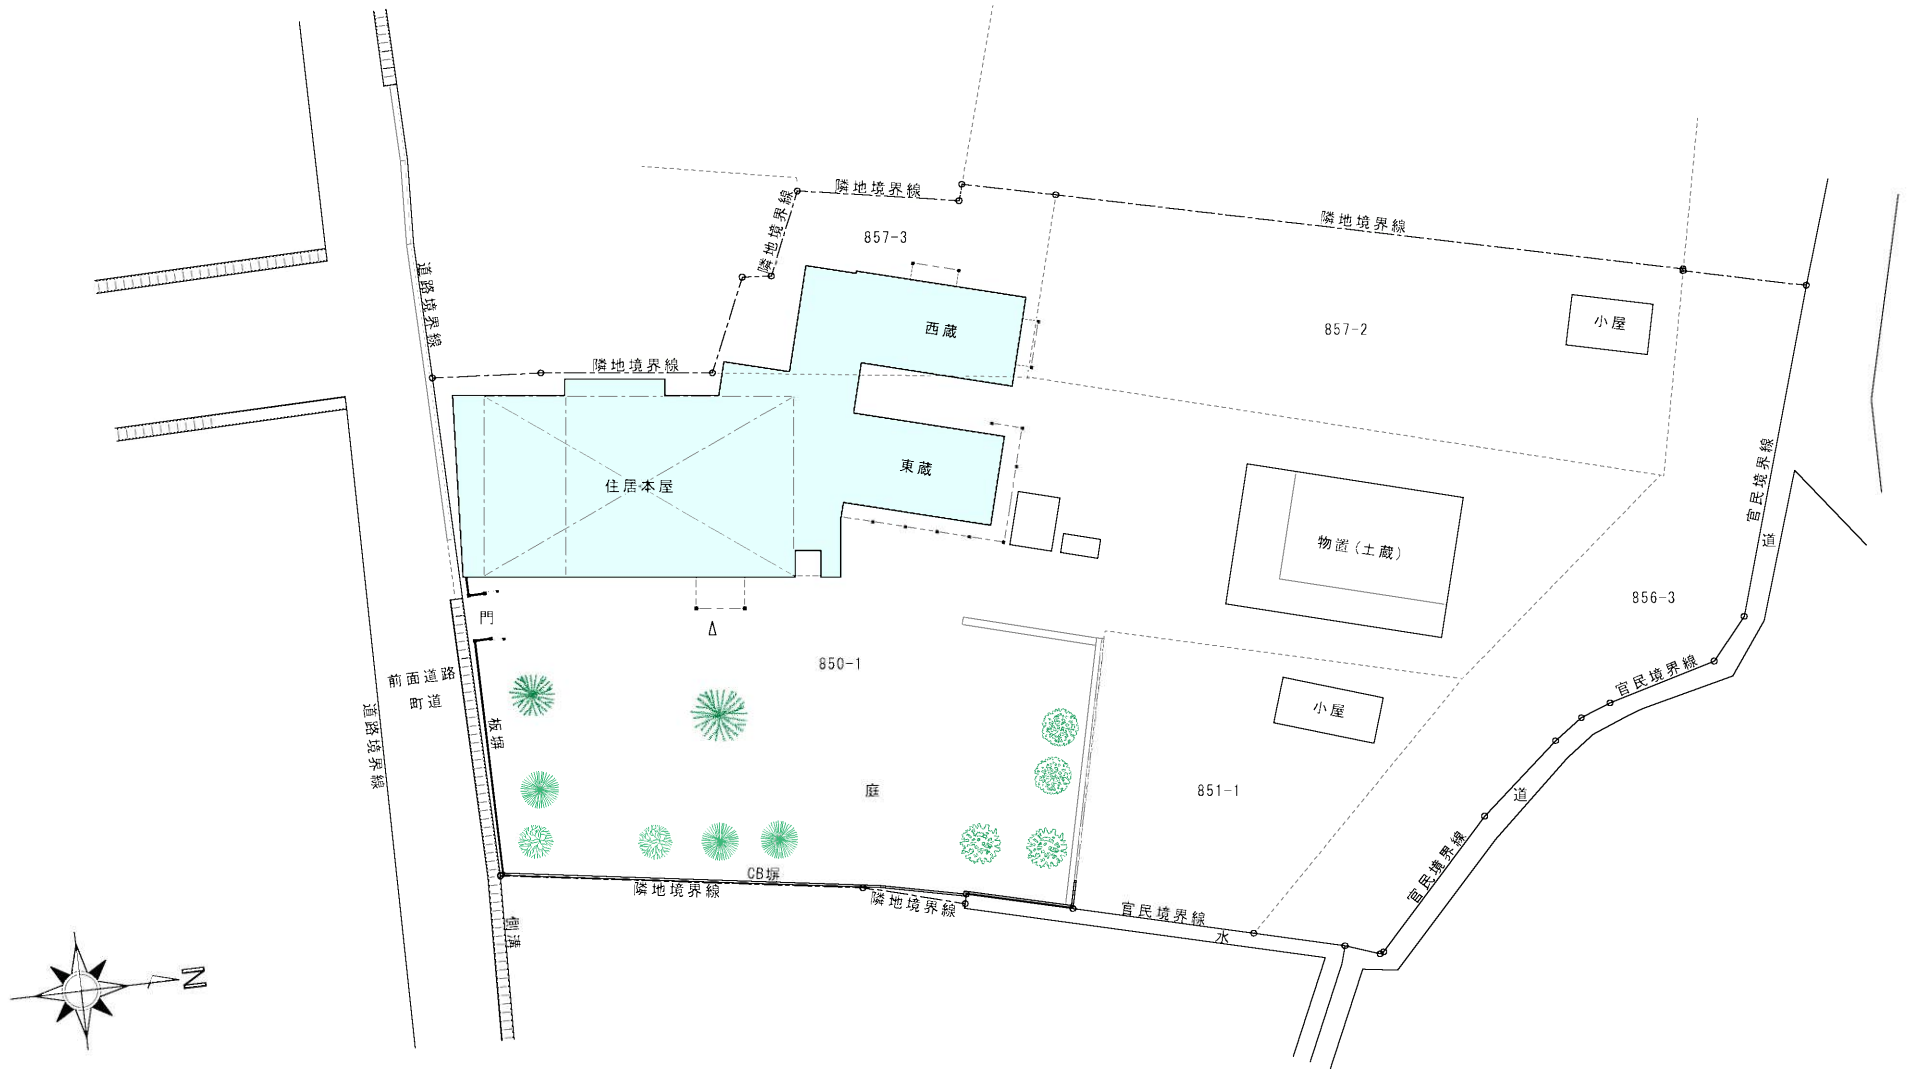 隣地境界線
隣地境界線
隣地境界線
857-3
道路境界線
西蔵
857-2
小屋
隣地境界線
東蔵
住居本屋
官民境界線
道
物置(土蔵)
856-3
門
850-1
前面道路
町道
官民境界線
道路境界線
板塀
小屋
庭
851-1
道
CB塀
隣地境界線
隣地境界線
官民境界線
官民境界線
水
側溝
N